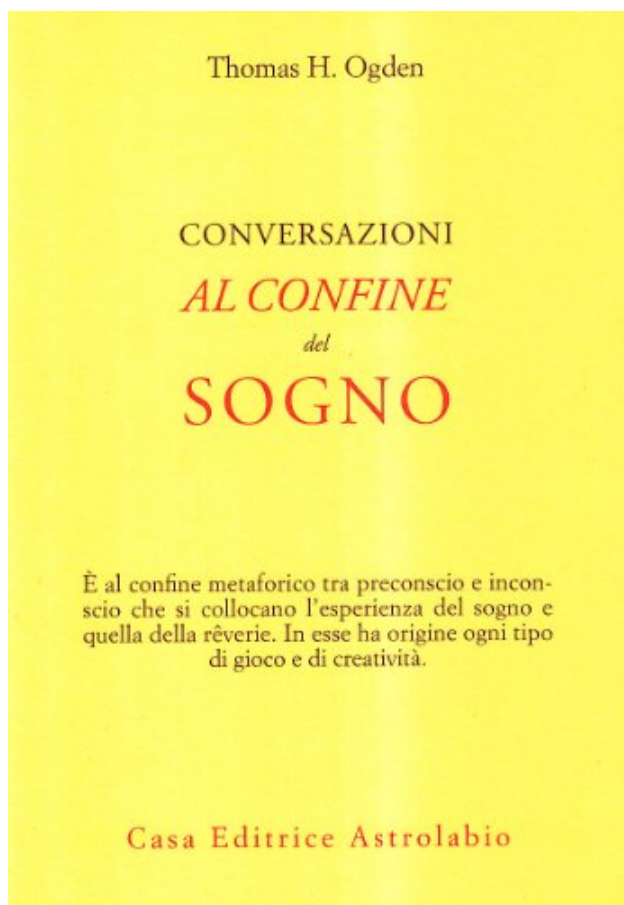 Thomas H. Ogden
CONVERSAZIONI
AL CONFINE
del
SOGNO
È al confine metaforico tra preconscio e incon-
scio che si collocano l'esperienza del sogno e
quella della rêverie. In esse ha origine ogni tipo
di gioco e di creatività.
Casa Editrice Astrolabio